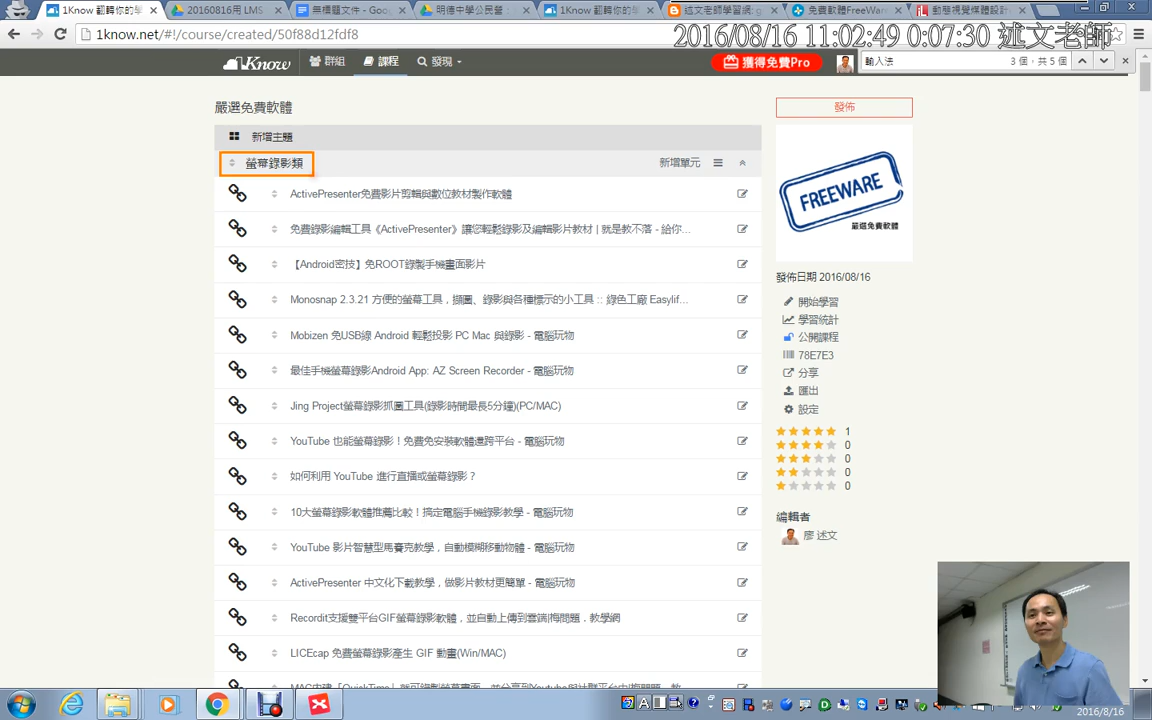 1Know 翻轉你的學
20160816用 LMS
無標題文件 - Goo
明德中學公民營
1Know 翻轉你的學
述文老師學習網: g
免費軟體FreeWar
動態視覺媒體設計
1know.net/#!/course/created/50f88d12fdf8
2016/08/16 11:02:49 0:07:30 述文老師
1Know 群組 課程 發現 獲得免費Pro
輸入法 3 個，共 5 個
嚴選免費軟體
發佈
新增主題
螢幕錄影類 新增單元
ActivePresenter免費影片剪輯與數位教材製作軟體
免費錄影編輯工具《ActivePresenter》讓您輕鬆錄影及編輯影片教材 | 就是教不落 - 給你...
【Android密技】免ROOT錄製手機畫面影片
Monosnap 2.3.21 方便的螢幕工具，擷圖、錄影與各種標示的小工具 :: 綠色工廠 Easylif...
Mobizen 免USB線 Android 輕鬆投影 PC Mac 與錄影 - 電腦玩物
最佳手機螢幕錄影Android App: AZ Screen Recorder - 電腦玩物
Jing Project螢幕錄影抓圖工具(錄影時間最長5分鐘)(PC/MAC)
YouTube 也能螢幕錄影！免費免安裝軟體還跨平台 - 電腦玩物
如何利用 YouTube 進行直播或螢幕錄影？
10大螢幕錄影軟體推薦比較！搞定電腦手機錄影教學 - 電腦玩物
YouTube 影片智慧型馬賽克教學，自動模糊移動物體 - 電腦玩物
ActivePresenter 中文化下載教學，做影片教材更簡單 - 電腦玩物
Recordit支援雙平台GIF螢幕錄影軟體，並自動上傳到雲端|梅問題．教學網
LICEcap 免費螢幕錄影產生 GIF 動畫(Win/MAC)
FREEWARE
嚴選免費軟體
發佈日期 2016/08/16
開始學習
學習統計
公開課程
78E7E3
分享
匯出
設定
1
0
0
0
0
編輯者
廖 述文
2016/8/16